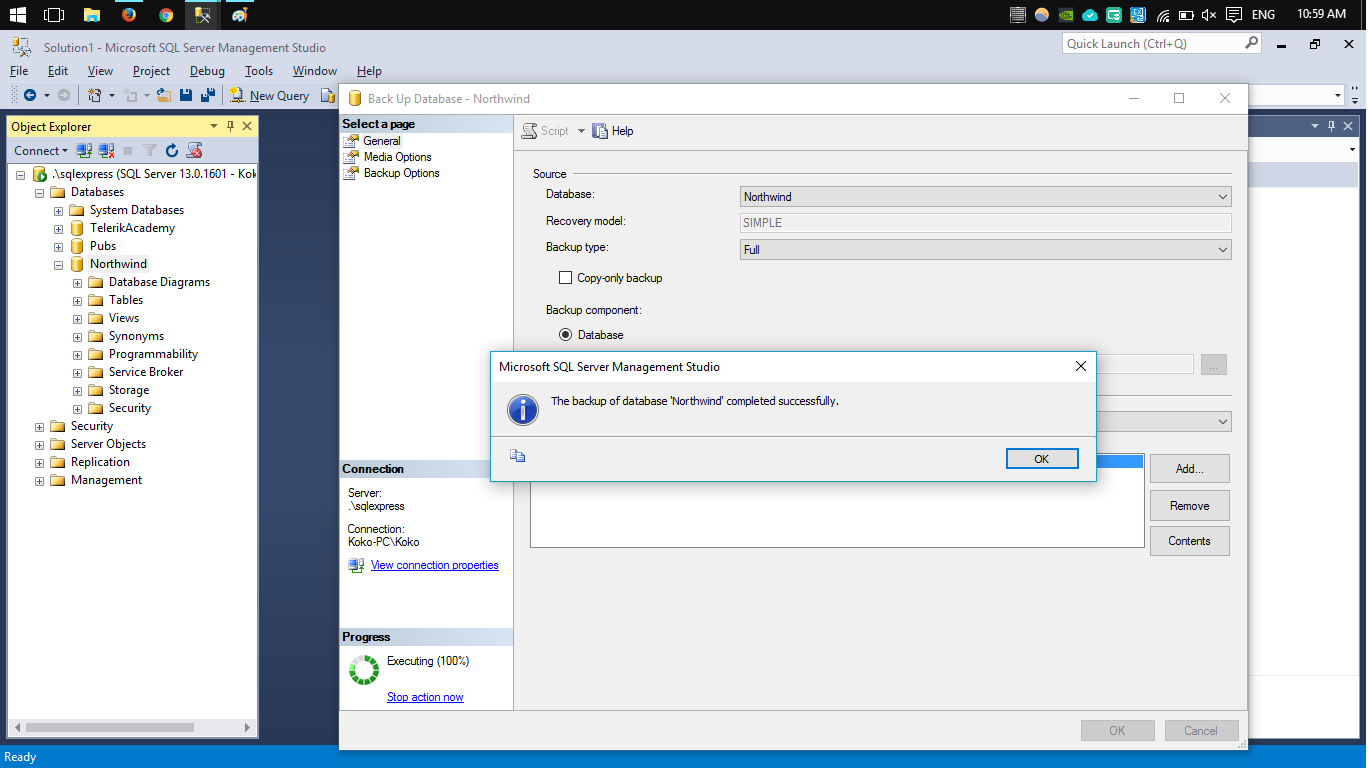 ENG
10:59 AM
Solution1 - Microsoft SQL Server Management Studio
Quick Launch (Ctrl+Q)
File Edit View Project Debug Tools Window Help
New Query
Object Explorer
Connect
.\sqlexpress (SQL Server 13.0.1601 - Kok
Databases
System Databases
TelerikAcademy
Pubs
Northwind
Database Diagrams
Tables
Views
Synonyms
Programmability
Service Broker
Storage
Security
Security
Server Objects
Replication
Management
Back Up Database - Northwind
Select a page
General
Media Options
Backup Options
Script
Help
Source
Database:
Northwind
Recovery model:
SIMPLE
Backup type:
Full
Copy-only backup
Backup component:
Database
...
Microsoft SQL Server Management Studio
The backup of database 'Northwind' completed successfully.
OK
Add...
Remove
Contents
Connection
Server:
.\sqlexpress
Connection:
Koko-PC\Koko
View connection properties
Progress
Executing (100%)
Stop action now
OK
Cancel
Ready